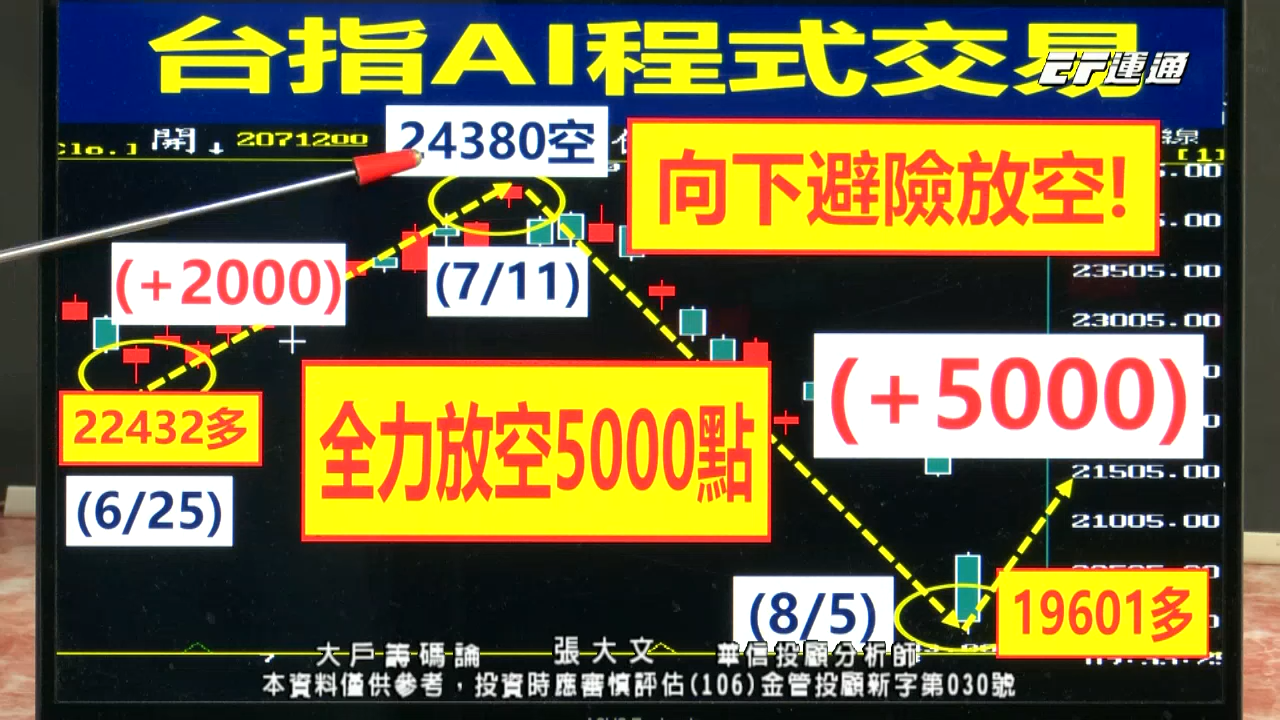 台指AI程式交易
EF運通
開↓ 2071200
24380空
向下避險放空!
(+2000)
(7/11)
23505.00
23005.00
(+5000)
22432多
全力放空5000點
21505.00
(6/25)
21005.00
(8/5)
19601多
大戶籌碼論 張大文 華信投顧分析師
本資料僅供參考，投資時應審慎評估(106)金管投顧新字第030號